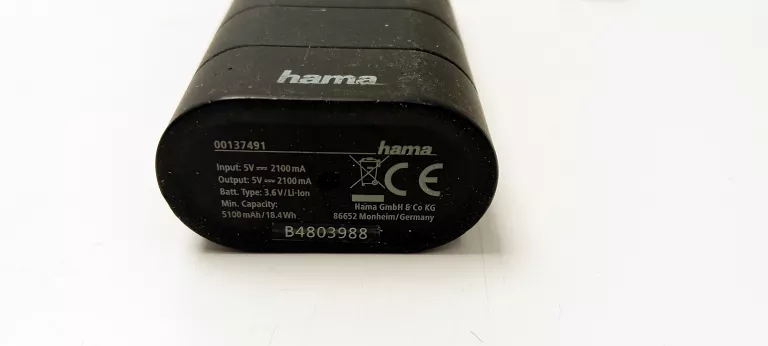 hama
00137491
hama
Input: 5V ⎓ 2100 mA
Output: 5V ⎓ 2100 mA
Batt. Type: 3.6V/Li-Ion
Min. Capacity:
5100 mAh/18.4 Wh
CE
Hama GmbH & Co KG
86652 Monheim/Germany
B4803988